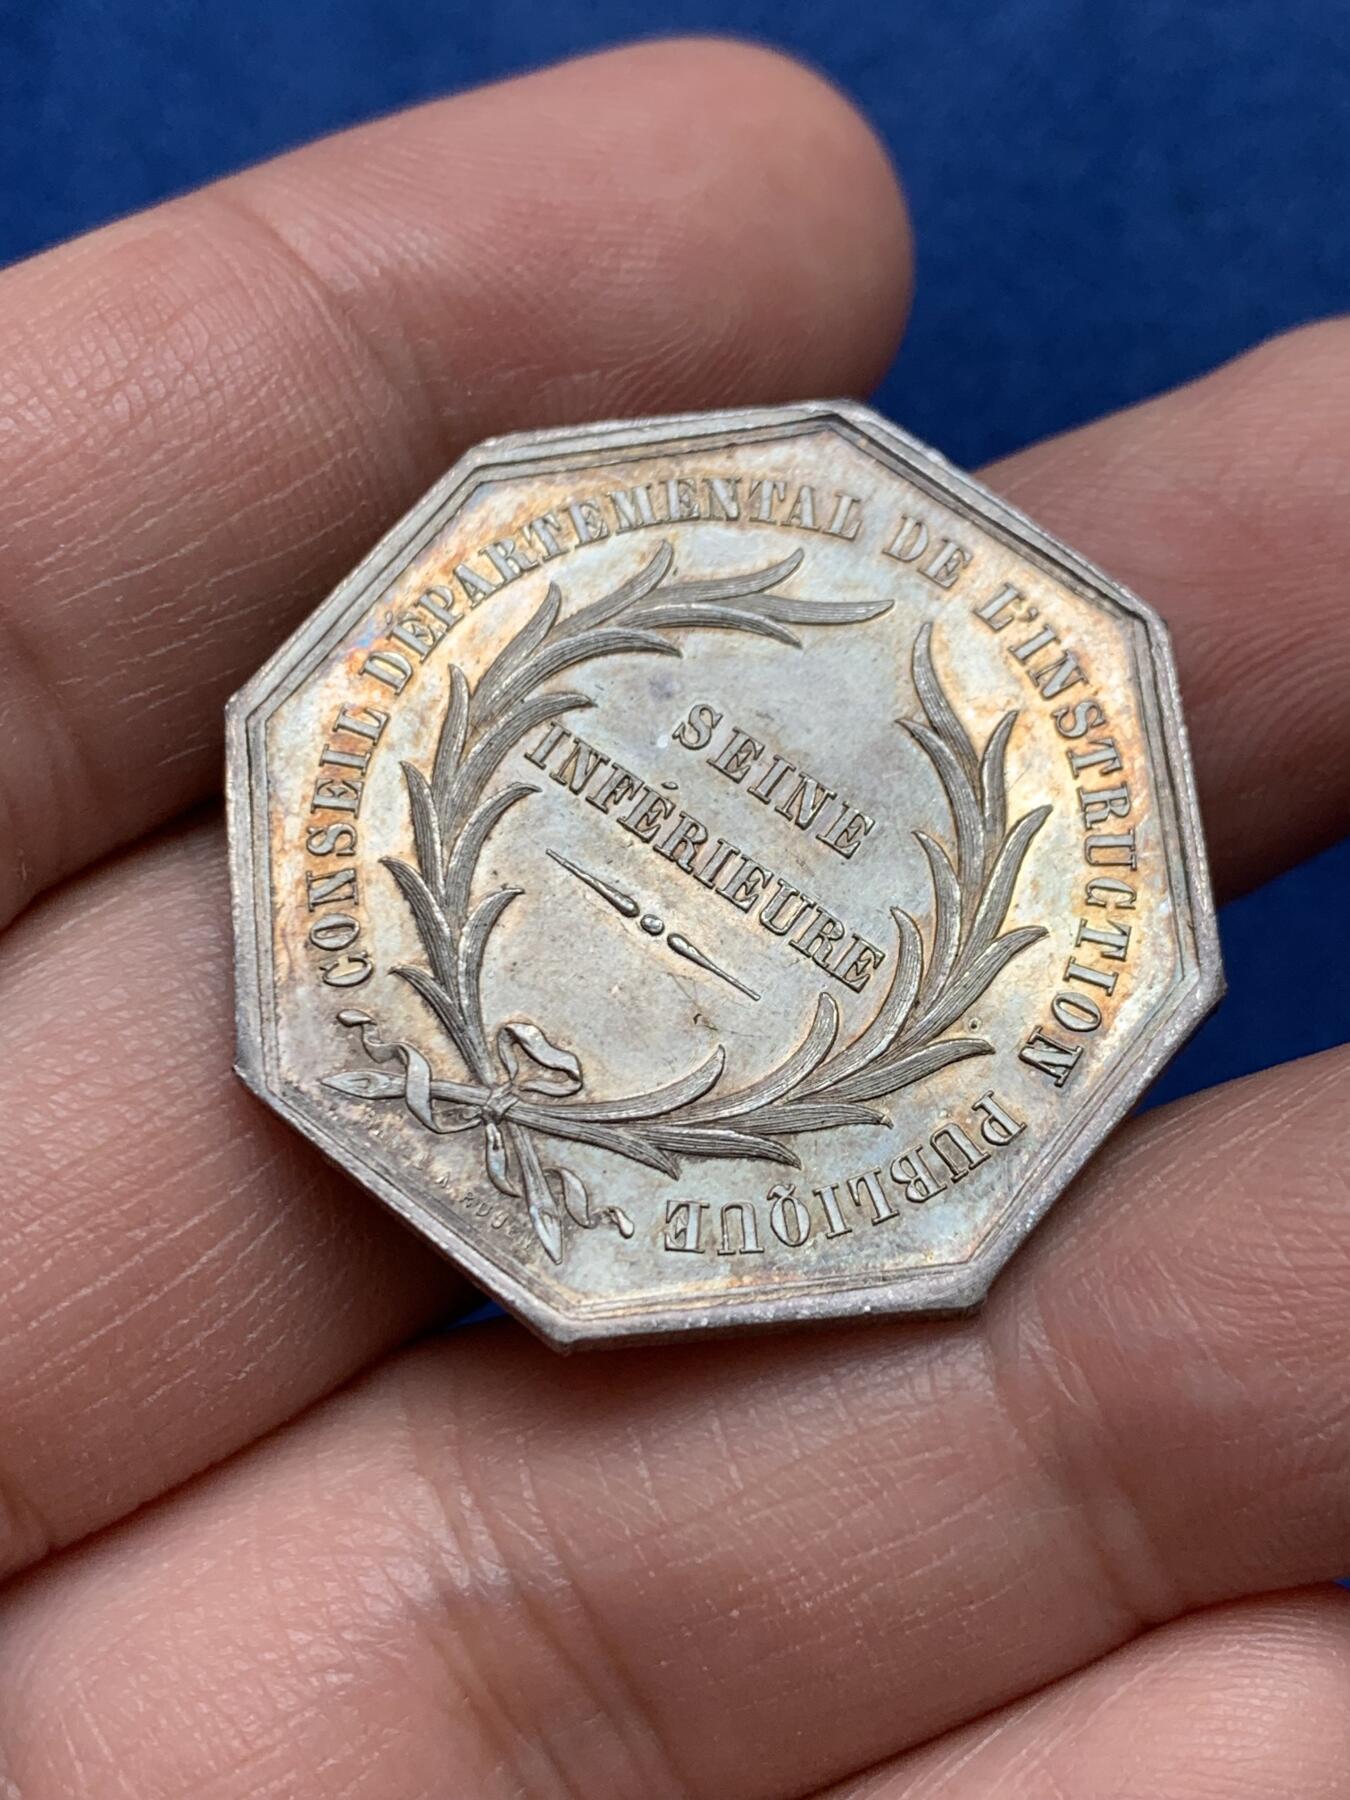 CONSEIL DÉPARTEMENTAL DE L'INSTRUCTION PUBLIQUE
SEINE
INFÉRIEURE